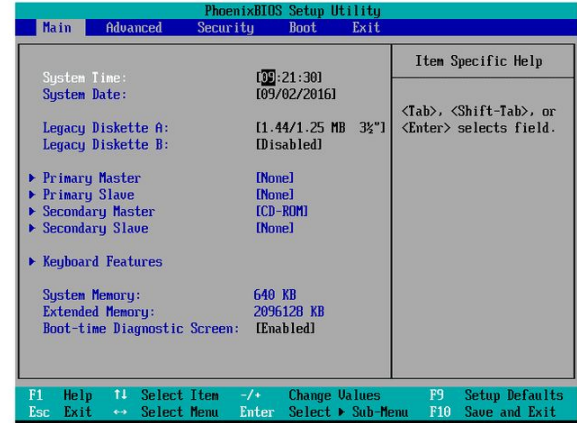 PhoenixBIOS Setup Utility
Main Advanced Security Boot Exit
Item Specific Help
System Time: [09:21:30]
System Date: [09/02/2016]
<Tab>, <Shift-Tab>, or
<Enter> selects field.
Legacy Diskette A: [1.44/1.25 MB 3½"]
Legacy Diskette B: [Disabled]
▶ Primary Master [None]
▶ Primary Slave [None]
▶ Secondary Master [CD-ROM]
▶ Secondary Slave [None]
▶ Keyboard Features
System Memory: 640 KB
Extended Memory: 2096128 KB
Boot-time Diagnostic Screen: [Enabled]
F1 Help ↑↓ Select Item -/+ Change Values F9 Setup Defaults
Esc Exit ↔ Select Menu Enter Select ▶ Sub-Menu F10 Save and Exit